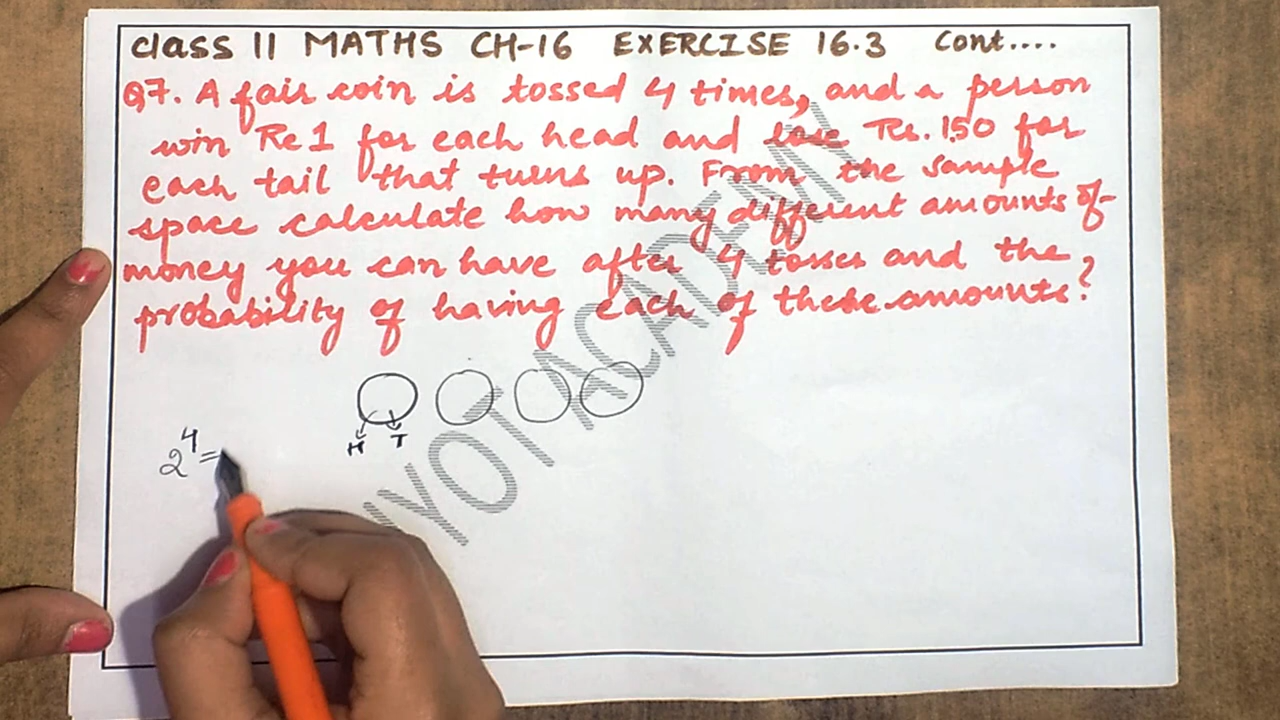 class 11 MATHS CH-16 EXERCISE 16.3 Cont....
Q7. A fair coin is tossed 4 times, and a person
win Re 1 for each head and lose Rs. 1.50 for
each tail that turns up. From the sample
space calculate how many different amounts of
money you can have after 4 tosses and the
probability of having each of these amounts?
H T
2⁴=